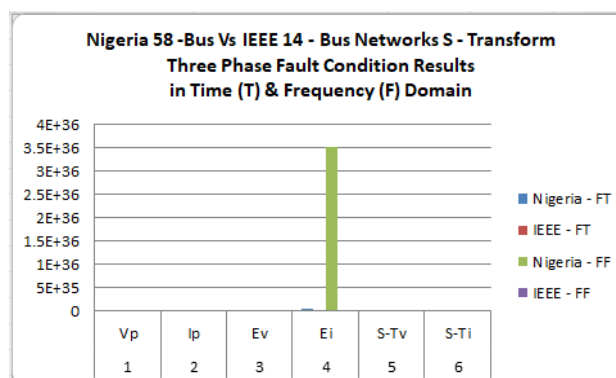 Nigeria 58 -Bus Vs IEEE 14 - Bus Networks S - Transform
Three Phase Fault Condition Results
in Time (T) & Frequency (F) Domain
4E+36
3.5E+36
3E+36
2.5E+36
2E+36
1.5E+36
1E+36
5E+35
0
Nigeria - FT
IEEE - FT
Nigeria - FF
IEEE - FF
Vp Ip Ev Ei S-Tv S-Ti
1 2 3 4 5 6